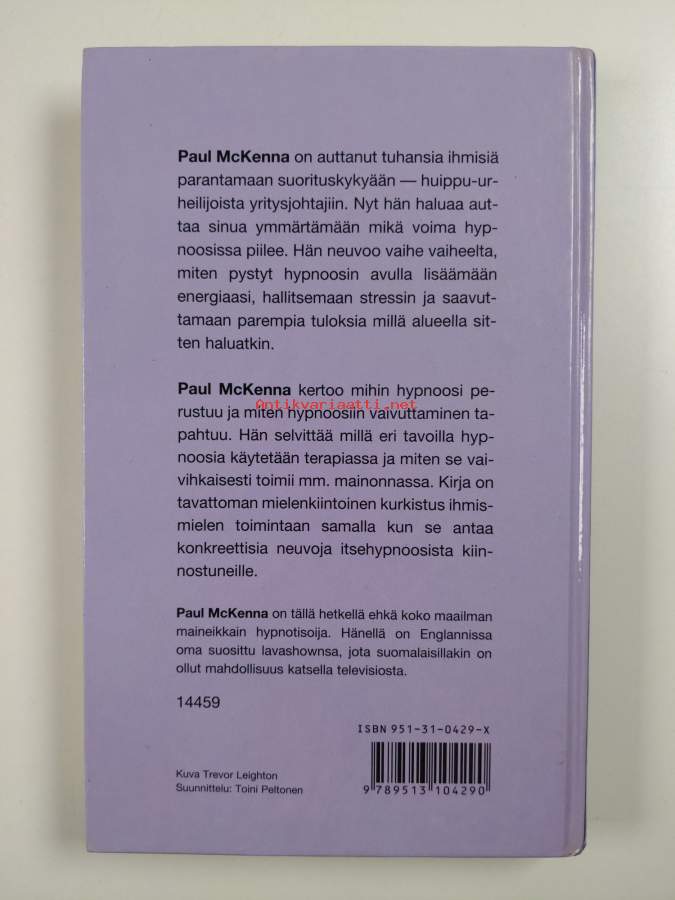 Paul McKenna on auttanut tuhansia ihmisiä
parantamaan suorituskykyään — huippu-ur-
heilijoista yritysjohtajiin. Nyt hän haluaa aut-
taa sinua ymmärtämään mikä voima hyp-
noosissa piilee. Hän neuvoo vaihe vaiheelta,
miten pystyt hypnoosin avulla lisäämään
energiaasi, hallitsemaan stressin ja saavut-
tamaan parempia tuloksia millä alueella sit-
ten haluatkin.
Paul McKenna kertoo mihin hypnoosi pe-
Antikvariaatti.net
rustuu ja miten hypnoosiin vaivuttaminen ta-
pahtuu. Hän selvittää millä eri tavoilla hyp-
noosia käytetään terapiassa ja miten se vai-
vihkaisesti toimii mm. mainonnassa. Kirja on
tavattoman mielenkiintoinen kurkistus ihmis-
mielen toimintaan samalla kun se antaa
konkreettisia neuvoja itsehypnoosista kiin-
nostuneille.
Paul McKenna on tällä hetkellä ehkä koko maailman
maineikkain hypnotisoija. Hänellä on Englannissa
oma suosittu lavashownsa, jota suomalaisillakin on
ollut mahdollisuus katsella televisiosta.
14459
ISBN 951-31-0429-X
Kuva Trevor Leighton
Suunnittelu: Toini Peltonen
9 789513 104290